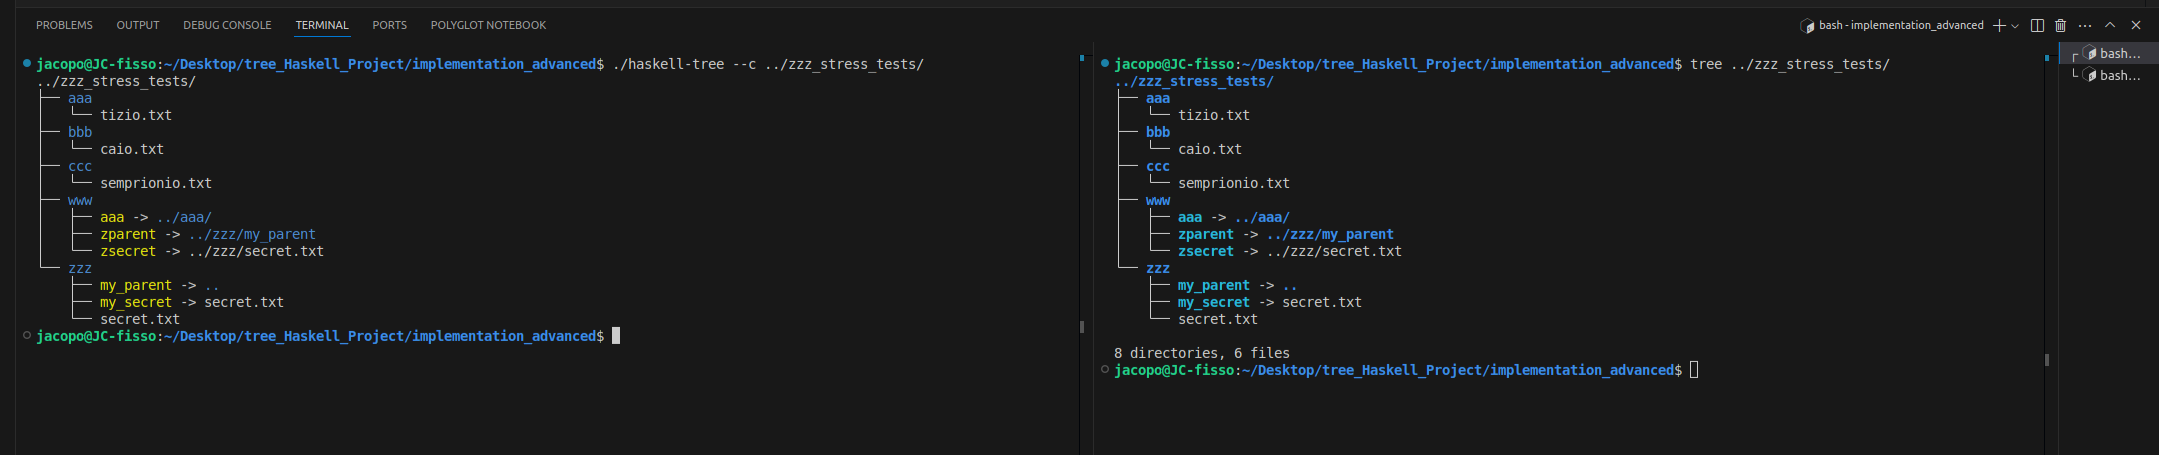 PROBLEMS OUTPUT DEBUG CONSOLE TERMINAL PORTS POLYGLOT NOTEBOOK
bash - implementation_advanced
jacopo@JC-fisso:~/Desktop/tree_Haskell_Project/implementation_advanced$ ./haskell-tree --c ../zzz_stress_tests/
../zzz_stress_tests/
├── aaa
│   └── tizio.txt
├── bbb
│   └── caio.txt
├── ccc
│   └── semprionio.txt
├── www
│   ├── aaa -> ../aaa/
│   ├── zparent -> ../zzz/my_parent
│   └── zsecret -> ../zzz/secret.txt
└── zzz
    ├── my_parent -> ..
    ├── my_secret -> secret.txt
    └── secret.txt
jacopo@JC-fisso:~/Desktop/tree_Haskell_Project/implementation_advanced$
jacopo@JC-fisso:~/Desktop/tree_Haskell_Project/implementation_advanced$ tree ../zzz_stress_tests/
../zzz_stress_tests/
├── aaa
│   └── tizio.txt
├── bbb
│   └── caio.txt
├── ccc
│   └── semprionio.txt
├── www
│   ├── aaa -> ../aaa/
│   ├── zparent -> ../zzz/my_parent
│   └── zsecret -> ../zzz/secret.txt
└── zzz
    ├── my_parent -> ..
    ├── my_secret -> secret.txt
    └── secret.txt
8 directories, 6 files
jacopo@JC-fisso:~/Desktop/tree_Haskell_Project/implementation_advanced$
bash...
bash...